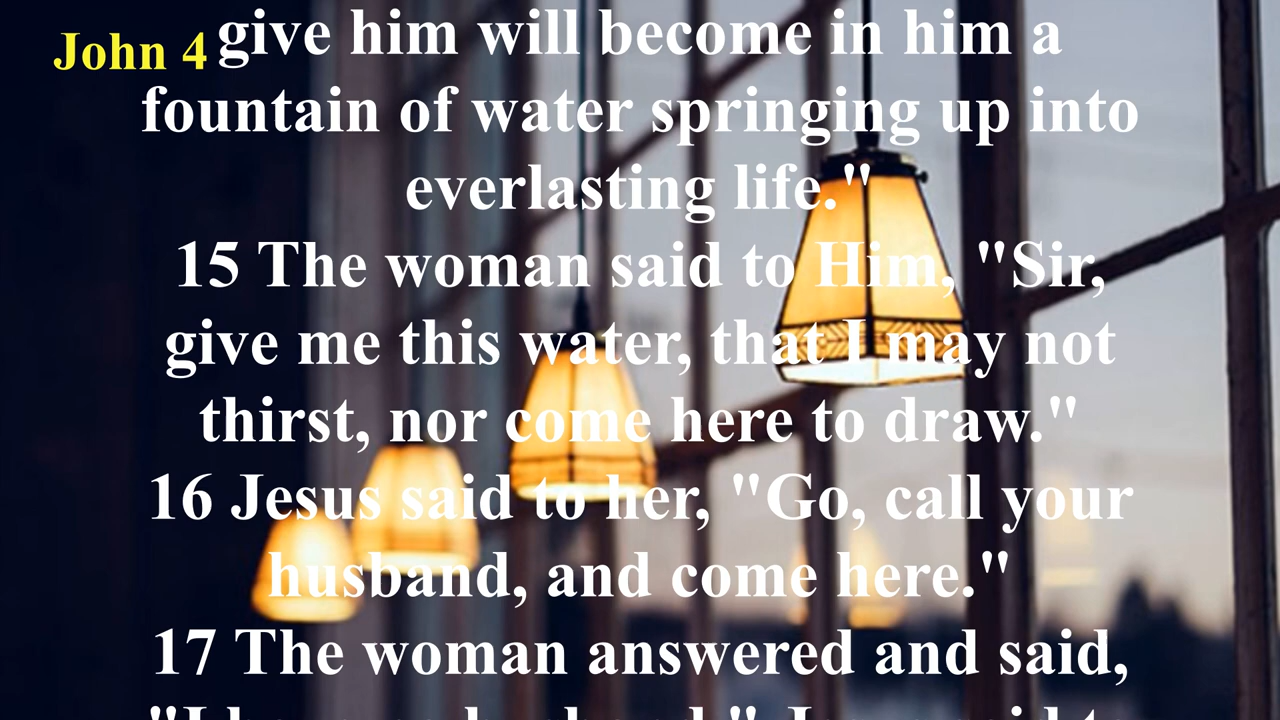 John 4
give him will become in him a
fountain of water springing up into
everlasting life."
15 The woman said to Him, "Sir,
give me this water, that I may not
thirst, nor come here to draw."
16 Jesus said to her, "Go, call your
husband, and come here."
17 The woman answered and said,